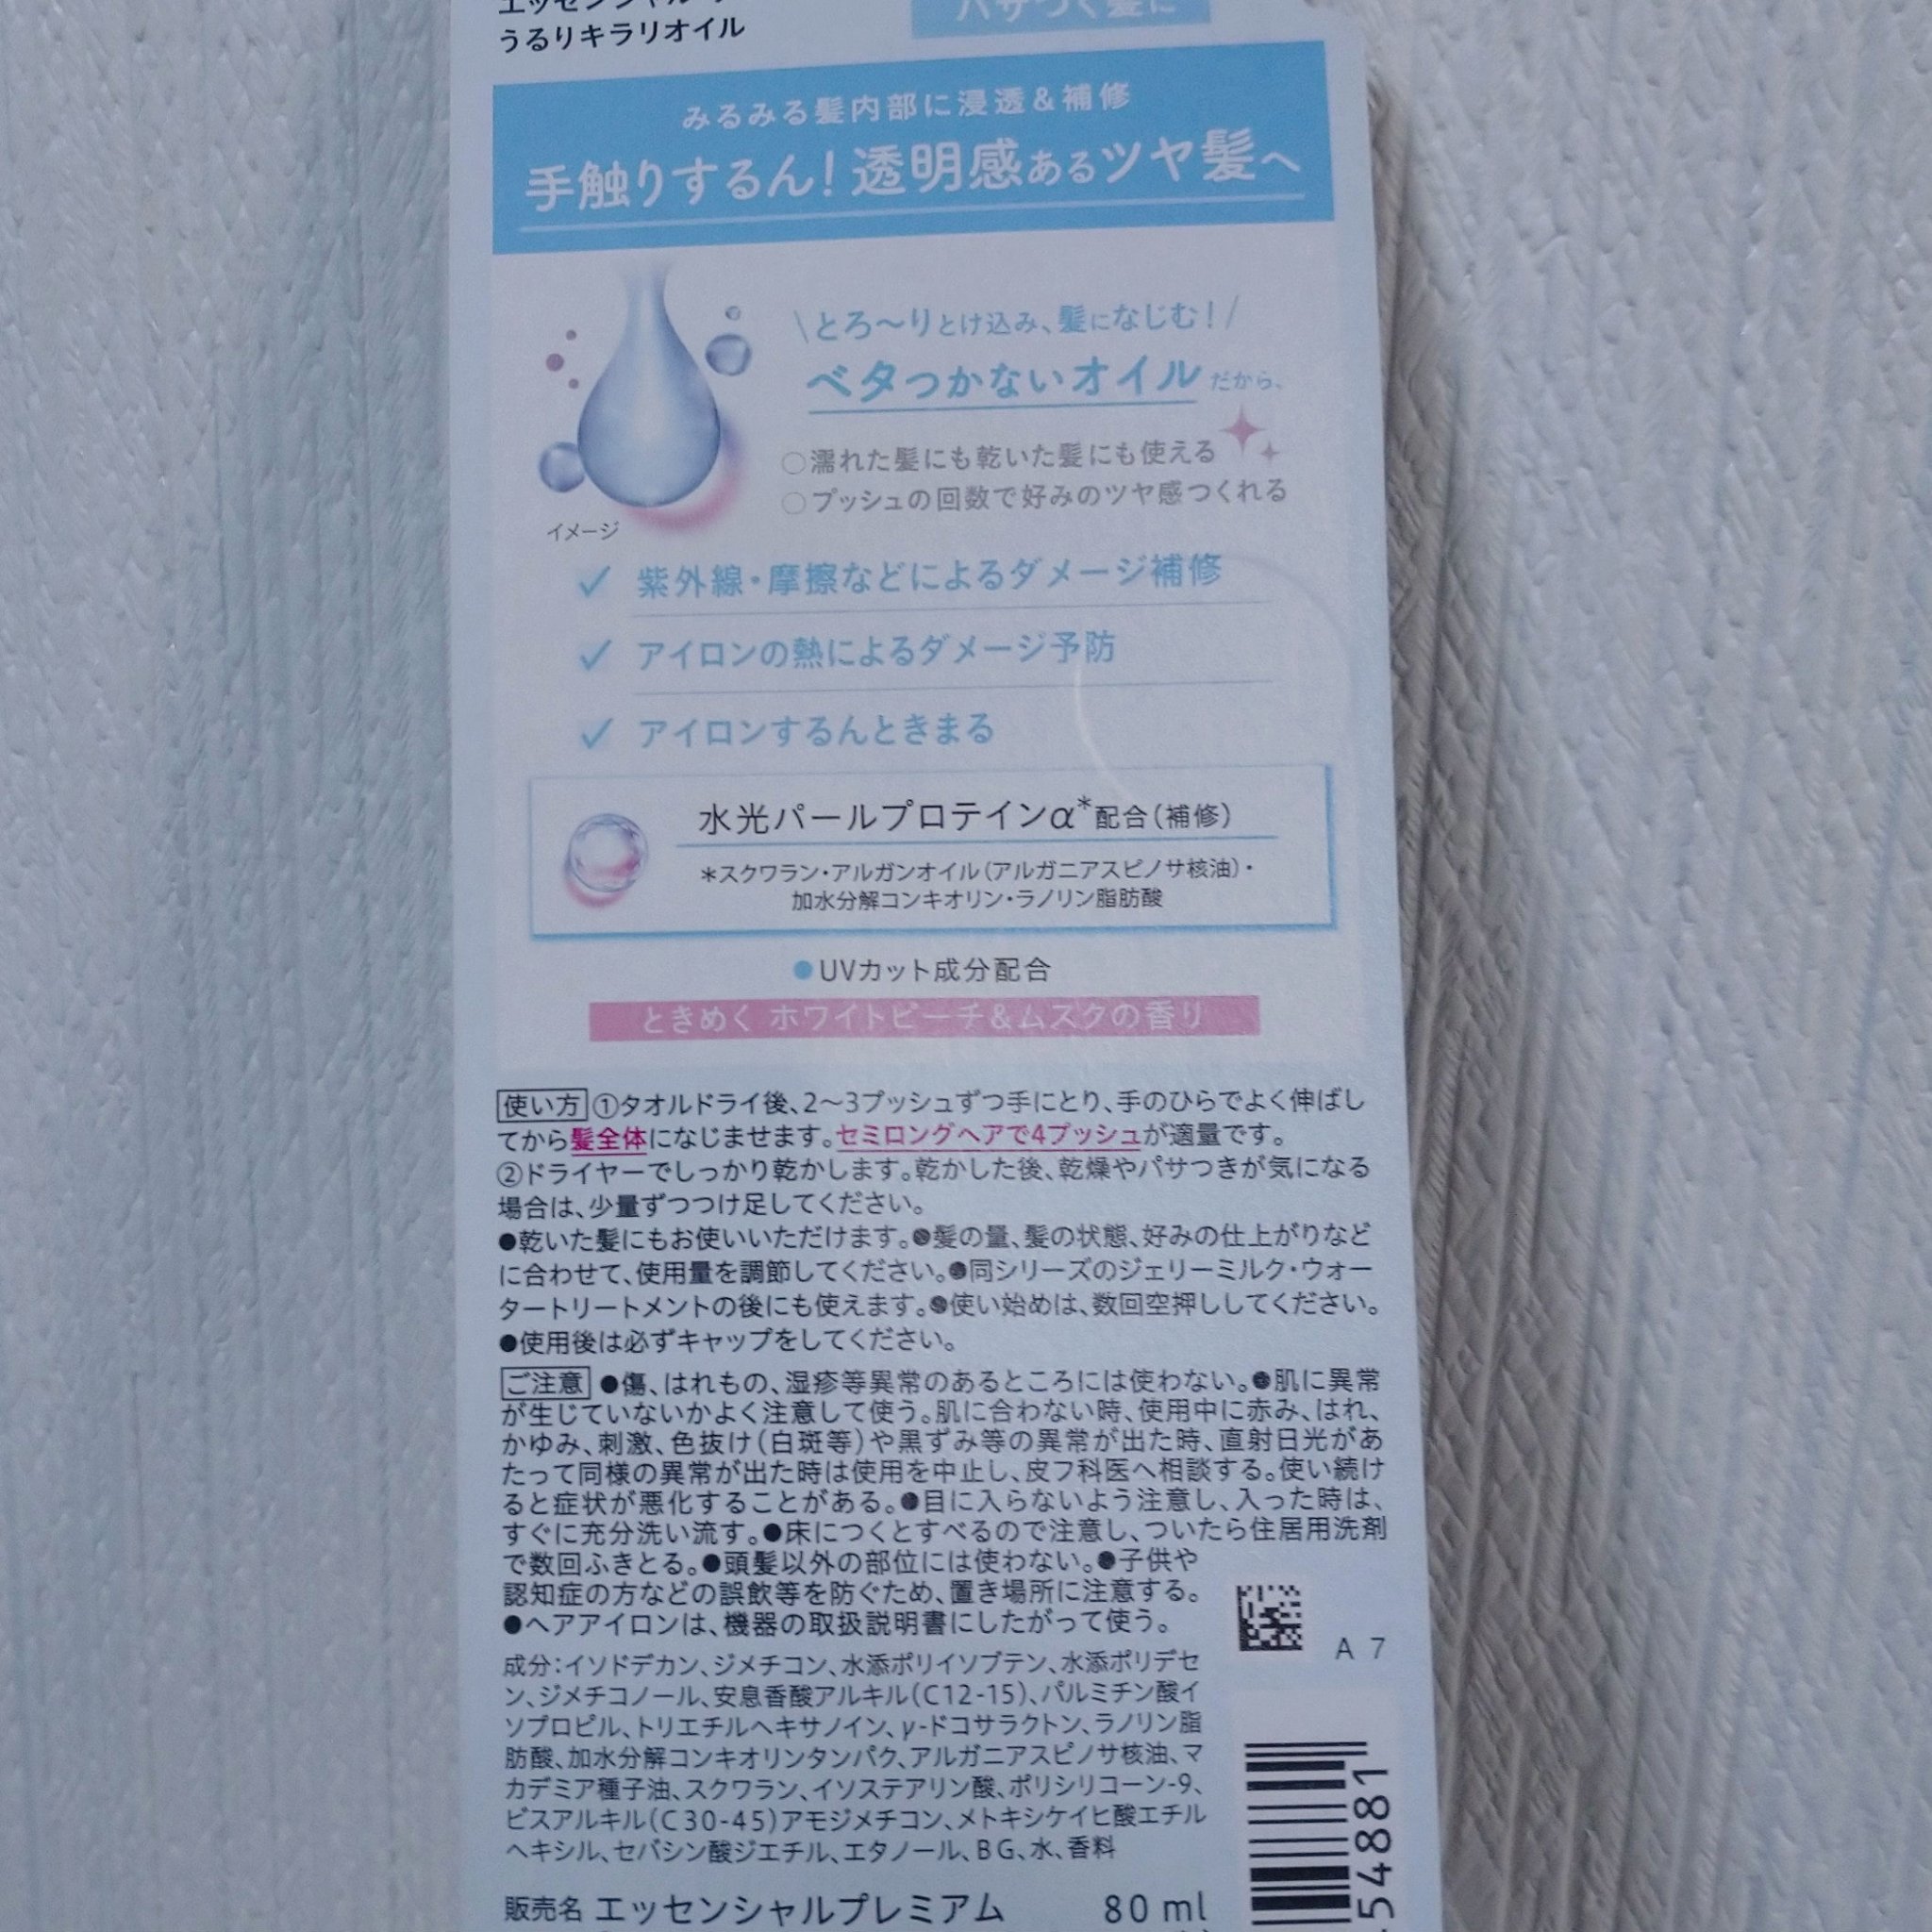 うるりキラリオイル
パサつく髪に
みるみる髪内部に浸透&補修
手触りするん!透明感あるツヤ髪へ
\とろ〜りとけ込み、髪になじむ!/
ベタつかないオイルだから、
○濡れた髪にも乾いた髪にも使える
○プッシュの回数で好みのツヤ感つくれる
イメージ
✓ 紫外線・摩擦などによるダメージ補修
✓ アイロンの熱によるダメージ予防
✓ アイロンするんときまる
水光パールプロテインα*配合(補修)
*スクワラン・アルガンオイル(アルガニアスピノサ核油)・
加水分解コンキオリン・ラノリン脂肪酸
●UVカット成分配合
ときめく ホワイトピーチ&ムスクの香り
使い方 ①タオルドライ後、2〜3プッシュずつ手にとり、手のひらでよく伸ばし
てから髪全体になじませます。セミロングヘアで4プッシュが適量です。
②ドライヤーでしっかり乾かします。乾かした後、乾燥やパサつきが気になる
場合は、少量ずつつけ足してください。
●乾いた髪にもお使いいただけます。●髪の量、髪の状態、好みの仕上がりなど
に合わせて、使用量を調節してください。●同シリーズのジェリーミルク・ウォー
タートリートメントの後にも使えます。●使い始めは、数回空押ししてください。
●使用後は必ずキャップをしてください。
ご注意 ●傷、はれもの、湿疹等異常のあるところには使わない。●肌に異常
が生じていないかよく注意して使う。肌に合わない時、使用中に赤み、はれ、
かゆみ、刺激、色抜け(白斑等)や黒ずみ等の異常が出た時、直射日光があ
たって同様の異常が出た時は使用を中止し、皮フ科医へ相談する。使い続け
ると症状が悪化することがある。●目に入らないよう注意し、入った時は、
すぐに充分洗い流す。●床につくとすべるので注意し、ついたら住居用洗剤
で数回ふきとる。●頭髪以外の部位には使わない。●子供や
認知症の方などの誤飲等を防ぐため、置き場所に注意する。
●ヘアアイロンは、機器の取扱説明書にしたがって使う。
A 7
成分:イソドデカン、ジメチコン、水添ポリイソブテン、水添ポリデセ
ン、ジメチコノール、安息香酸アルキル(C12-15)、パルミチン酸イ
ソプロピル、トリエチルヘキサノイン、γ-ドコサラクトン、ラノリン脂
肪酸、加水分解コンキオリンタンパク、アルガニアスピノサ核油、マ
カデミア種子油、スクワラン、イソステアリン酸、ポリシリコーン-9、
ビスアルキル(C30-45)アモジメチコン、メトキシケイヒ酸エチル
ヘキシル、セバシン酸ジエチル、エタノール、BG、水、香料
販売名 エッセンシャルプレミアム 80 ml
54881